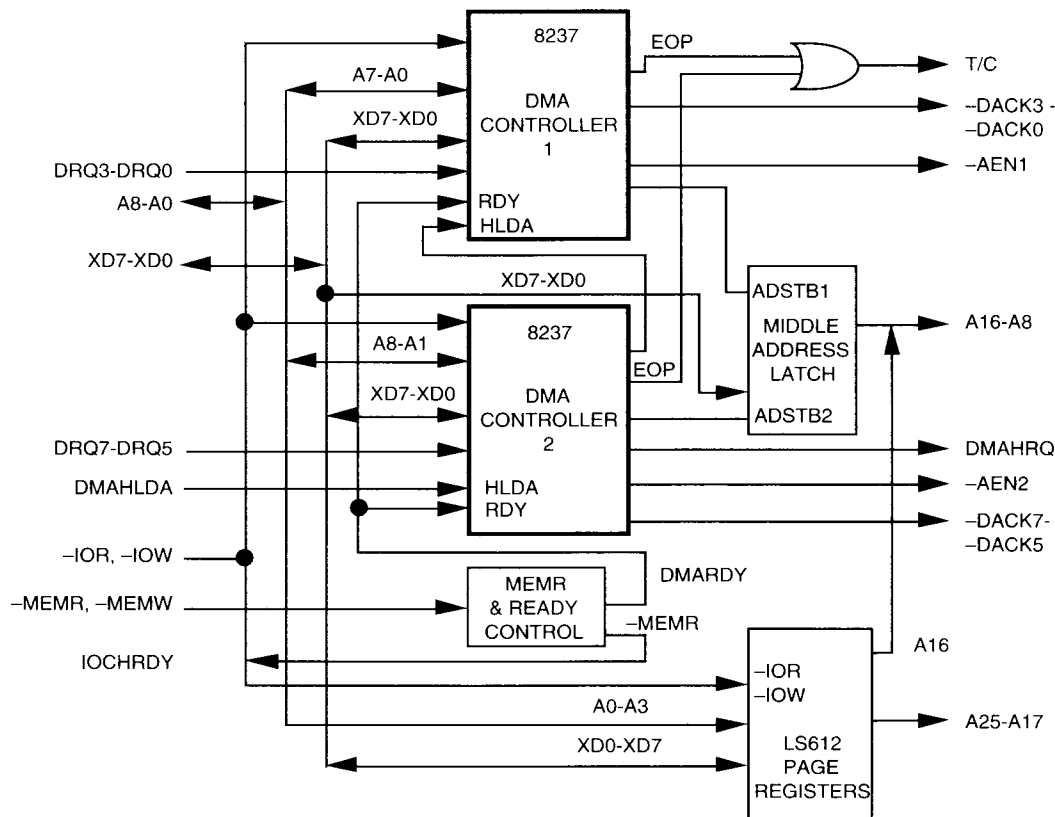 8237
EOP
T/C
A7-A0
DMA
CONTROLLER
1
--DACK3 -
--DACK0
XD7-XD0
DRQ3-DRQ0
–AEN1
A8-A0
RDY
HLDA
XD7-XD0
XD7-XD0
ADSTB1
MIDDLE
ADDRESS
LATCH
ADSTB2
A16-A8
8237
A8-A1
EOP
XD7-XD0
DMA
CONTROLLER
2
DRQ7-DRQ5
DMAHRQ
DMAHLDA
HLDA
RDY
–AEN2
–DACK7-
–DACK5
–IOR, –IOW
DMARDY
–MEMR, –MEMW
MEMR
& READY
CONTROL
–MEMR
IOCHRDY
A16
–IOR
–IOW
A0-A3
A25-A17
XD0-XD7
LS612
PAGE
REGISTERS